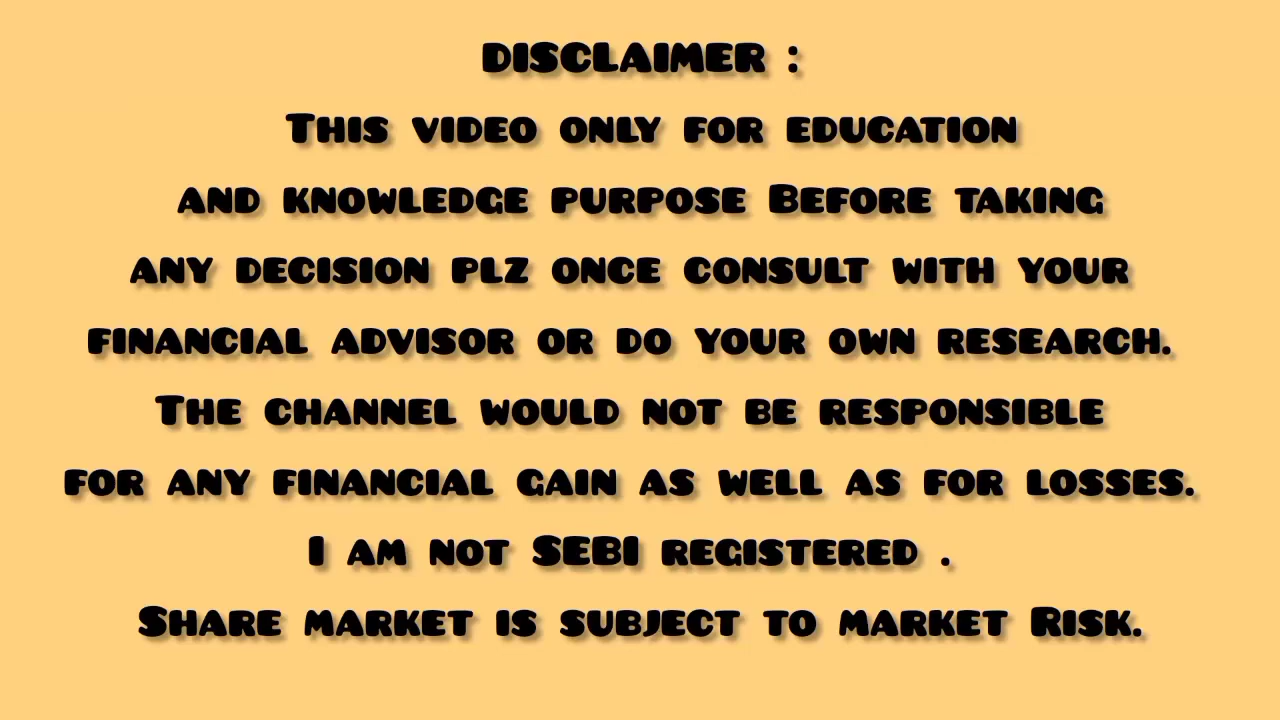 DISCLAIMER :
This video only for education
and knowledge purpose Before taking
any decision plz once consult with your
financial advisor or do your own research.
The channel would not be responsible
for any financial gain as well as for losses.
I am not SEBI registered .
Share market is subject to market Risk.